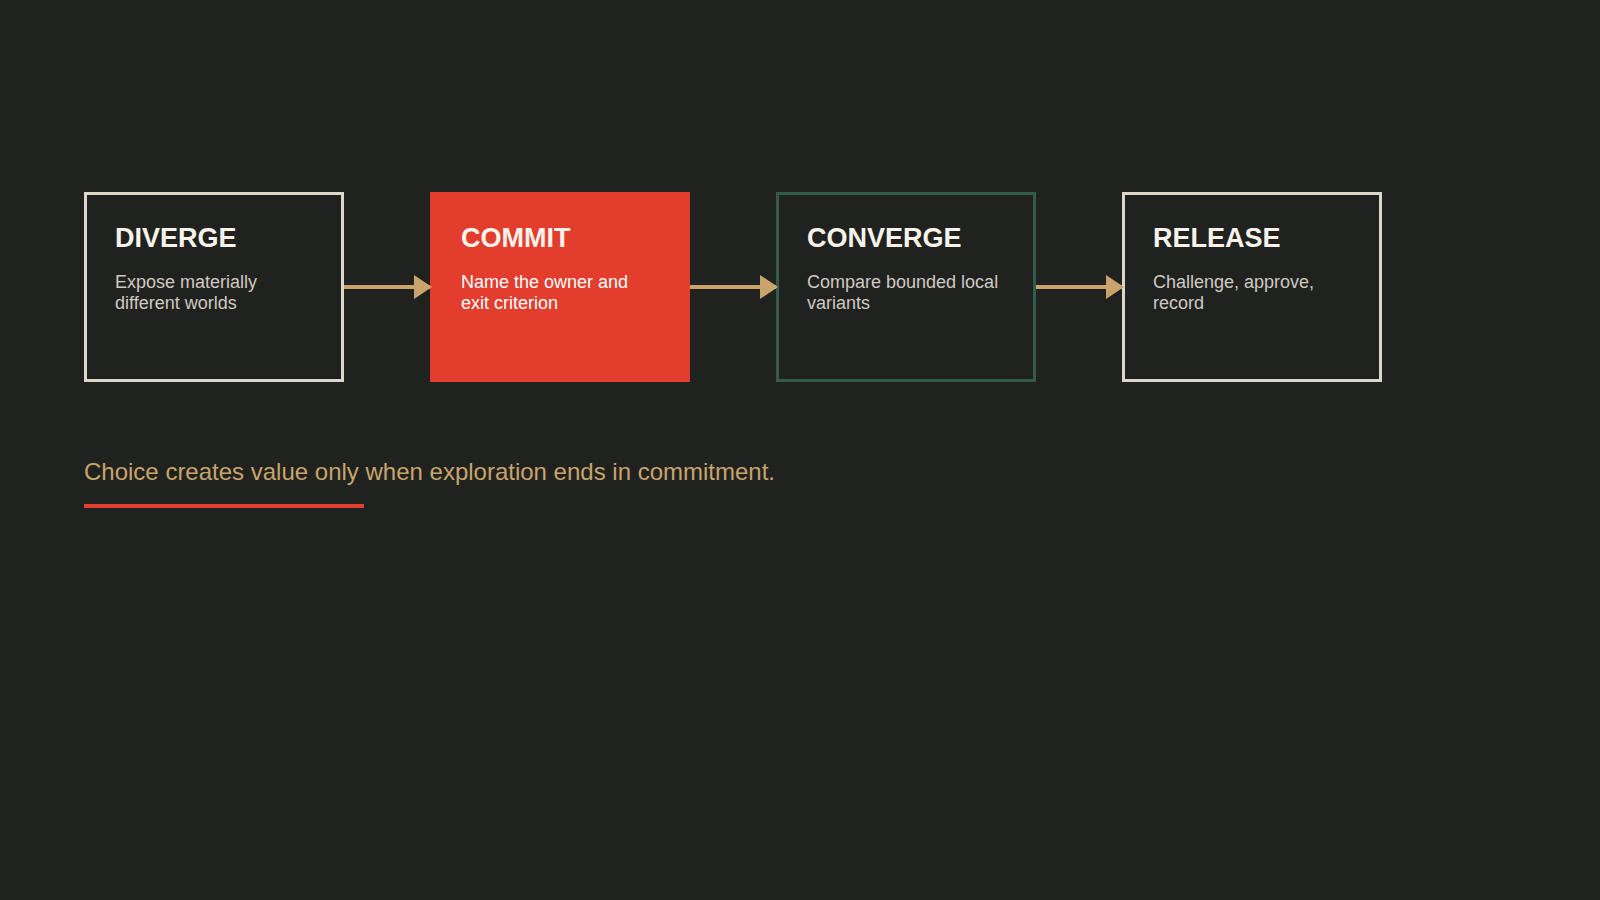 DIVERGE
Expose materially
different worlds
COMMIT
Name the owner and
exit criterion
CONVERGE
Compare bounded local
variants
RELEASE
Challenge, approve,
record
Choice creates value only when exploration ends in commitment.